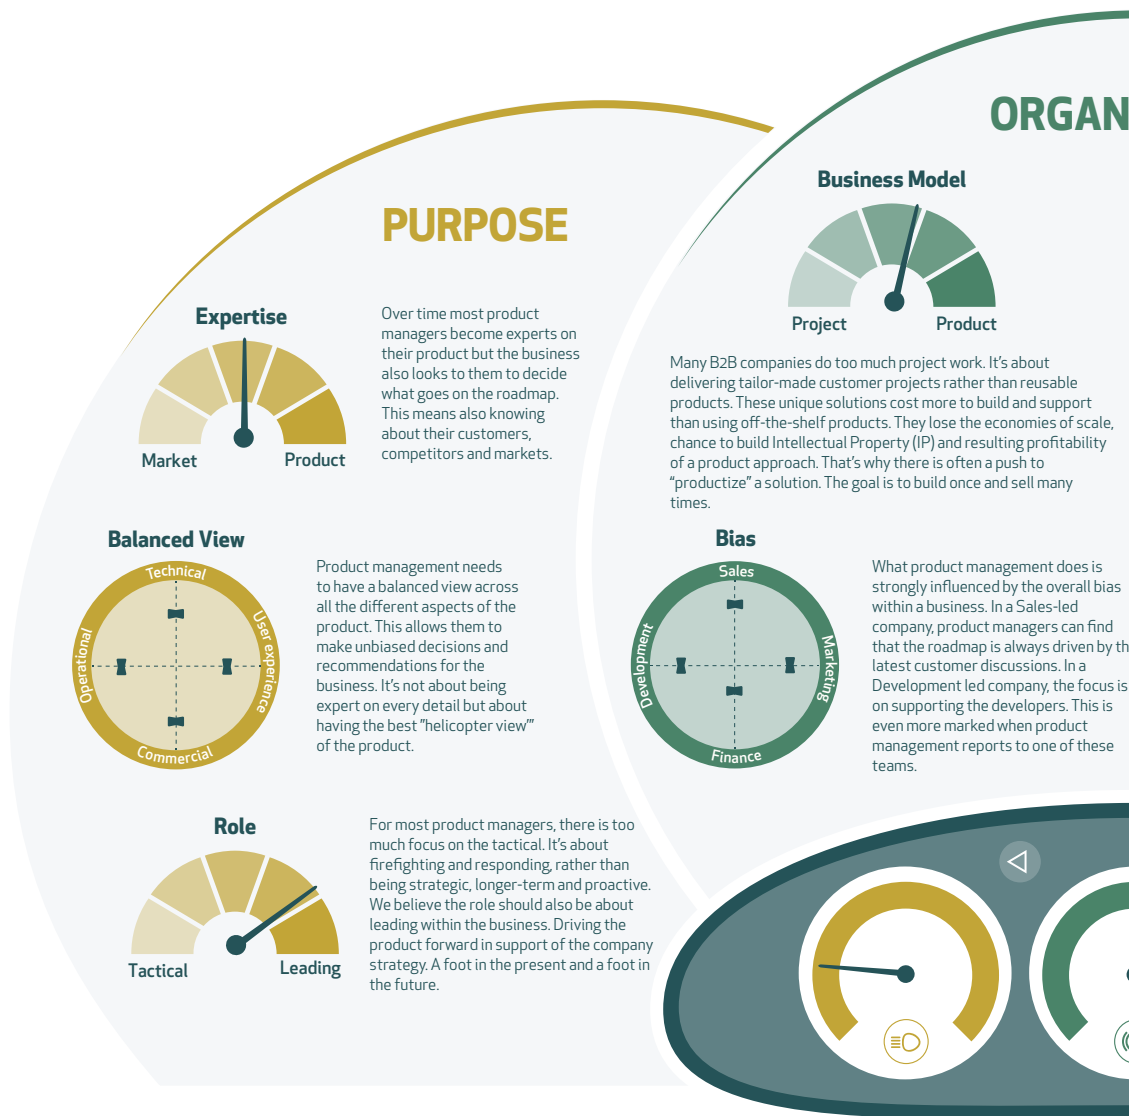 PURPOSE
Expertise
Market
Product
Over time most product
managers become experts on
their product but the business
also looks to them to decide
what goes on the roadmap.
This means also knowing
about their customers,
competitors and markets.
Balanced View
Technical
User experience
Commercial
Operational
Product management needs
to have a balanced view across
all the different aspects of the
product. This allows them to
make unbiased decisions and
recommendations for the
business. It's not about being
expert on every detail but about
having the best "helicopter view'"
of the product.
Role
Tactical
Leading
For most product managers, there is too
much focus on the tactical. It's about
firefighting and responding, rather than
being strategic, longer-term and proactive.
We believe the role should also be about
leading within the business. Driving the
product forward in support of the company
strategy. A foot in the present and a foot in
the future.
ORGAN
Business Model
Project
Product
Many B2B companies do too much project work. It's about
delivering tailor-made customer projects rather than reusable
products. These unique solutions cost more to build and support
than using off-the-shelf products. They lose the economies of scale,
chance to build Intellectual Property (IP) and resulting profitability
of a product approach. That's why there is often a push to
“productize” a solution. The goal is to build once and sell many
times.
Bias
Sales
Marketing
Finance
Development
What product management does is
strongly influenced by the overall bias
within a business. In a Sales-led
company, product managers can find
that the roadmap is always driven by th
latest customer discussions. In a
Development led company, the focus is
on supporting the developers. This is
even more marked when product
management reports to one of these
teams.